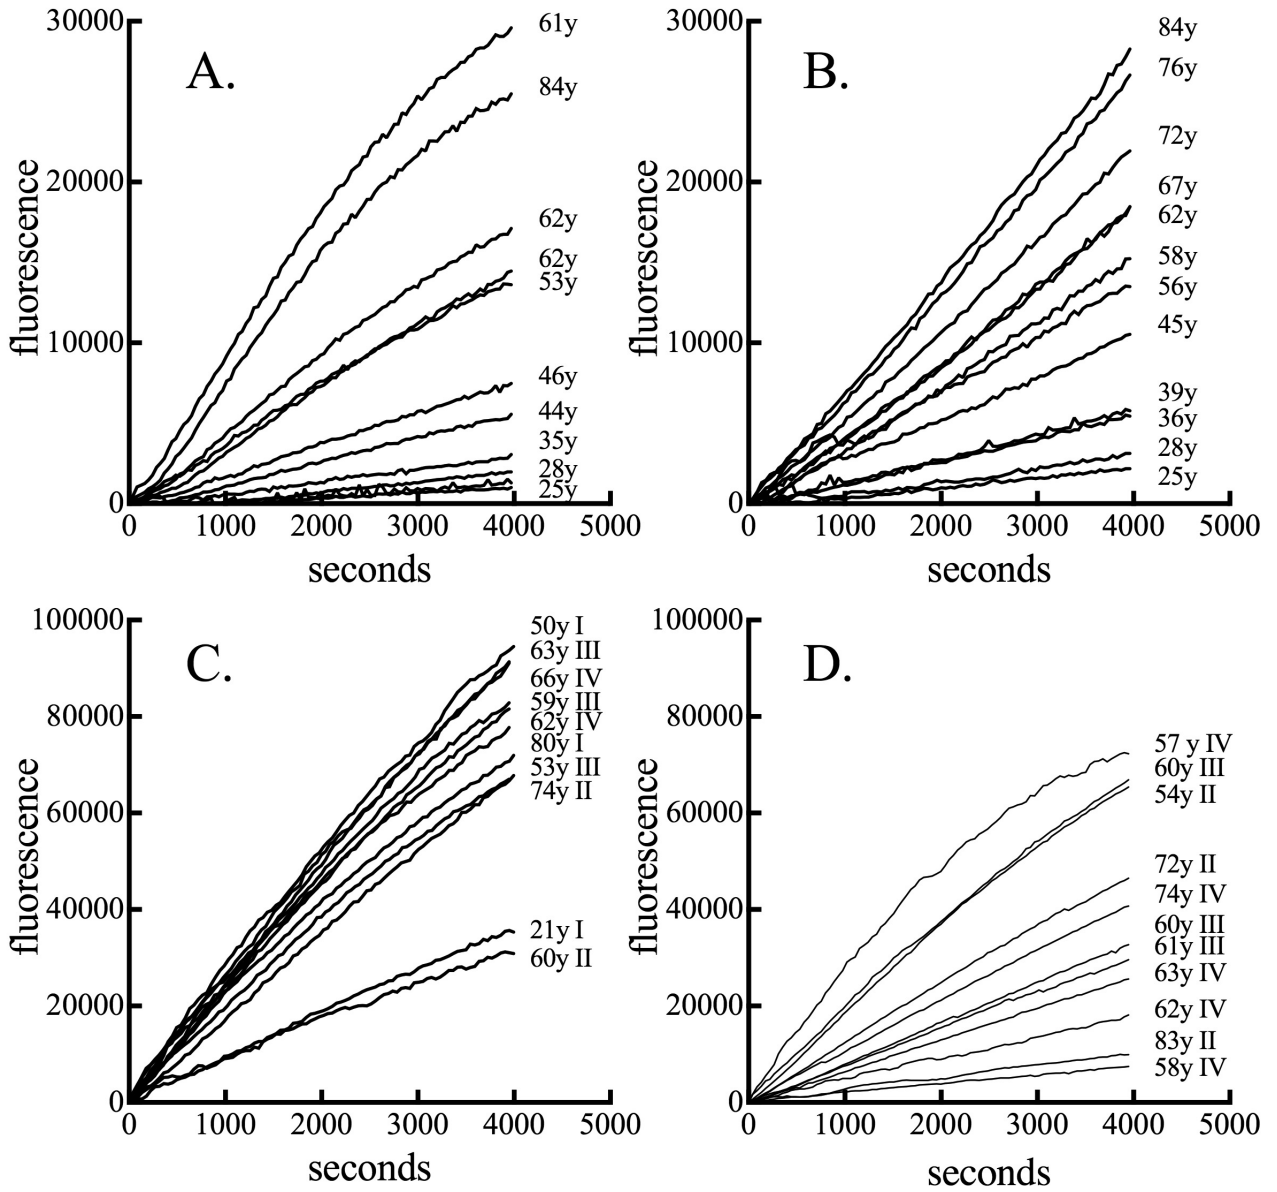 A.
fluorescence
30000
20000
10000
0
0 1000 2000 3000 4000 5000
seconds
61y
84y
62y
62y
53y
46y
44y
35y
28y
25y
B.
fluorescence
30000
20000
10000
0
0 1000 2000 3000 4000 5000
seconds
84y
76y
72y
67y
62y
58y
56y
45y
39y
36y
28y
25y
C.
fluorescence
100000
80000
60000
40000
20000
0
0 1000 2000 3000 4000 5000
seconds
50y I
63y III
66y IV
59y III
62y IV
80y I
53y III
74y II
21y I
60y II
D.
fluorescence
100000
80000
60000
40000
20000
0
0 1000 2000 3000 4000 5000
seconds
57 y IV
60y III
54y II
72y II
74y IV
60y III
61y III
63y IV
62y IV
83y II
58y IV